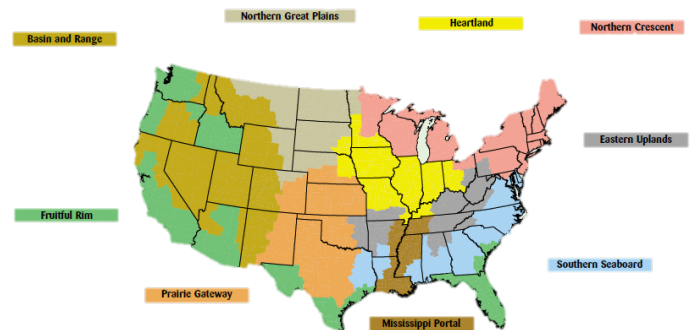 Northern Great Plains
Heartland
Northern Crescent
Basin and Range
Eastern Uplands
Fruitful Rim
Southern Seaboard
Prairie Gateway
Mississippi Portal